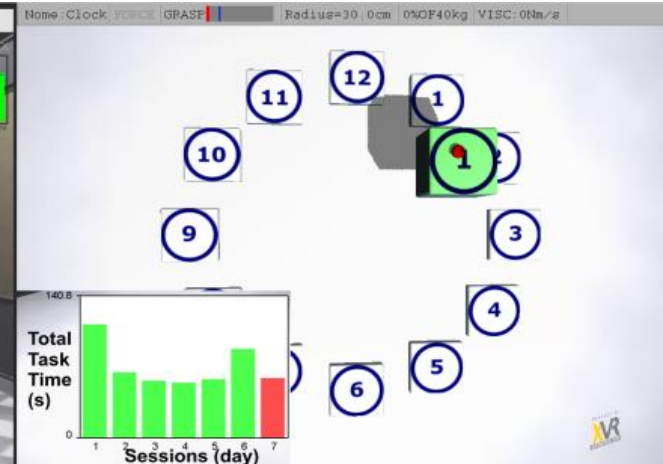 Nome:Clock FORCE GRASP Radius=30.0cm 0%OF40kg VISC:0Nm/s
12
11
1
10
1
2
9
3
4
5
6
140.8
Total
Task
Time
(s)
0
1 2 3 4 5 6 7
Sessions (day)
XVR